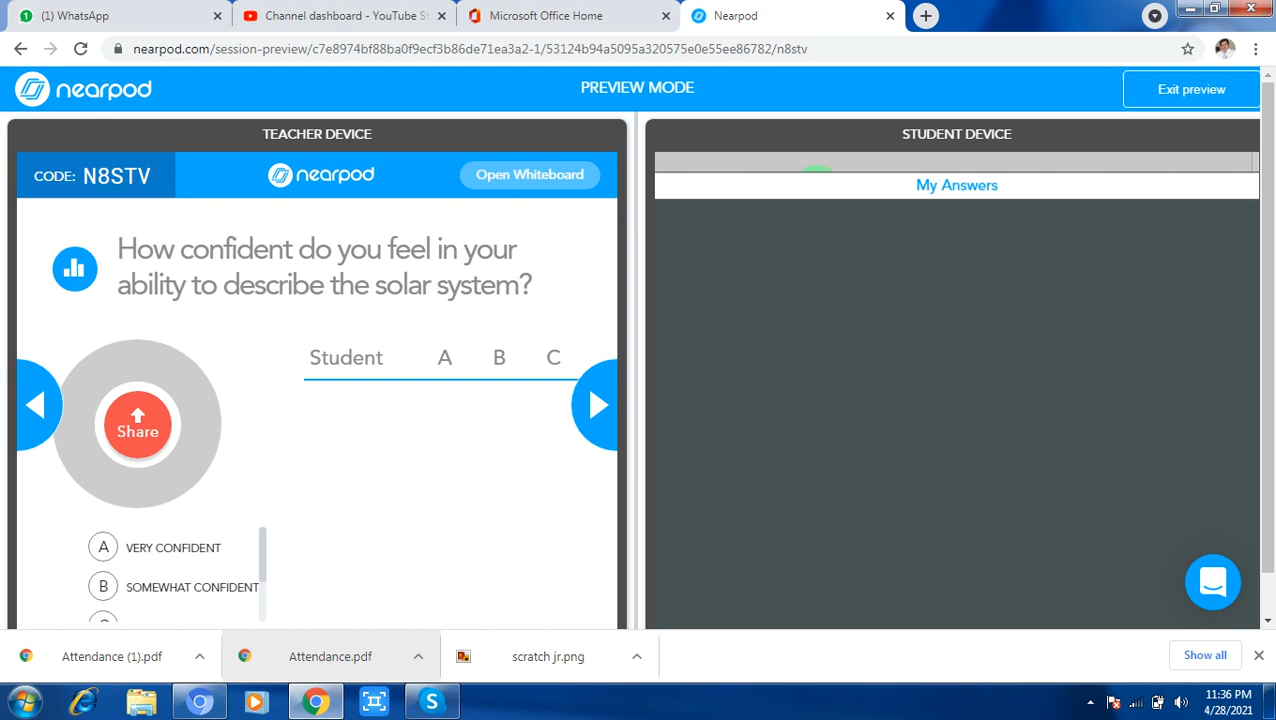 (1) WhatsApp
Channel dashboard - YouTube St
Microsoft Office Home
Nearpod
nearpod.com/session-preview/c7e8974bf88ba0f9ecf3b86de71ea3a2-1/53124b94a5095a320575e0e55ee86782/n8stv
nearpod
PREVIEW MODE
Exit preview
TEACHER DEVICE
STUDENT DEVICE
CODE: N8STV
nearpod
Open Whiteboard
My Answers
How confident do you feel in your
ability to describe the solar system?
Student A B C
Share
A VERY CONFIDENT
B SOMEWHAT CONFIDENT
Attendance (1).pdf
Attendance.pdf
scratch jr.png
Show all
11:36 PM
4/28/2021